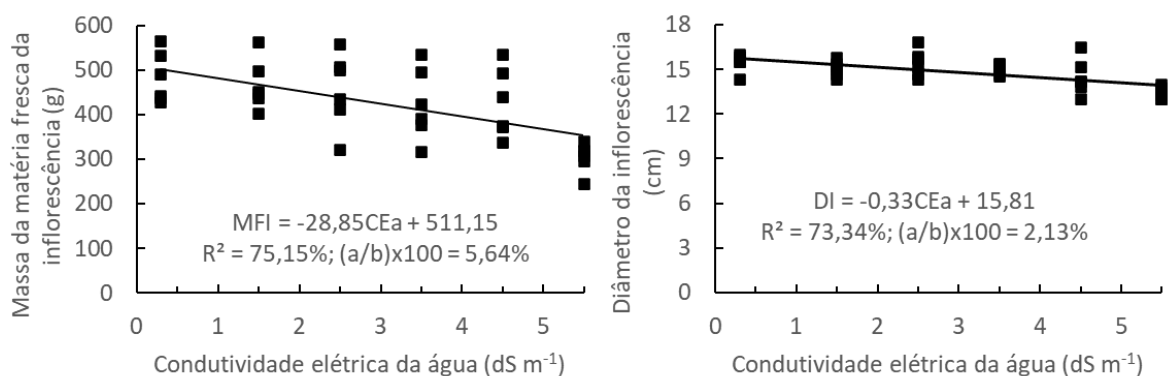 Massa da matéria fresca da
inflorescência (g)
600
500
400
300
200
100
0
MFI = -28,85CEa + 511,15
R² = 75,15%; (a/b)x100 = 5,64%
0 1 2 3 4 5
Condutividade elétrica da água (dS m⁻¹)
Diâmetro da inflorescência
(cm)
18
15
12
9
6
3
0
DI = -0,33CEa + 15,81
R² = 73,34%; (a/b)x100 = 2,13%
0 1 2 3 4 5
Condutividade elétrica da água (dS m⁻¹)